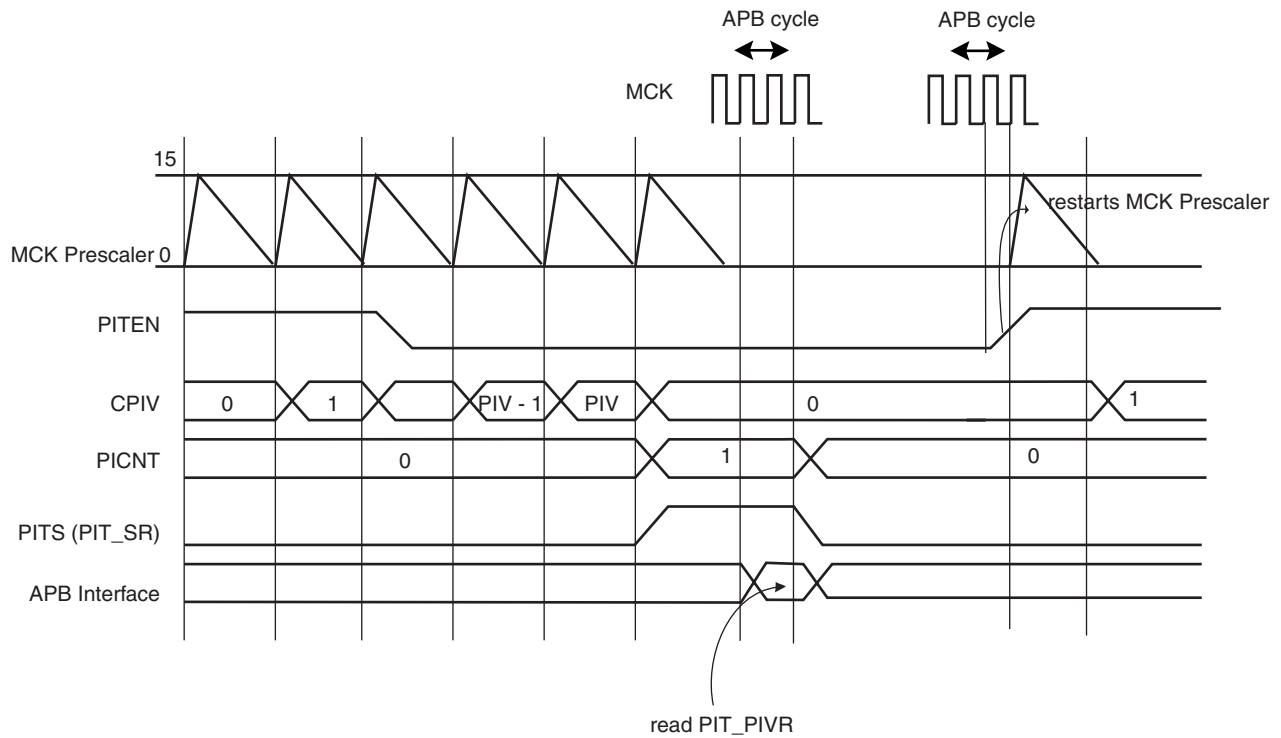 APB cycle
APB cycle
MCK
15
restarts MCK Prescaler
MCK Prescaler 0
PITEN
CPIV 0 1 PIV - 1 PIV 0 1
PICNT 0 1 0
PITS (PIT_SR)
APB Interface
read PIT_PIVR